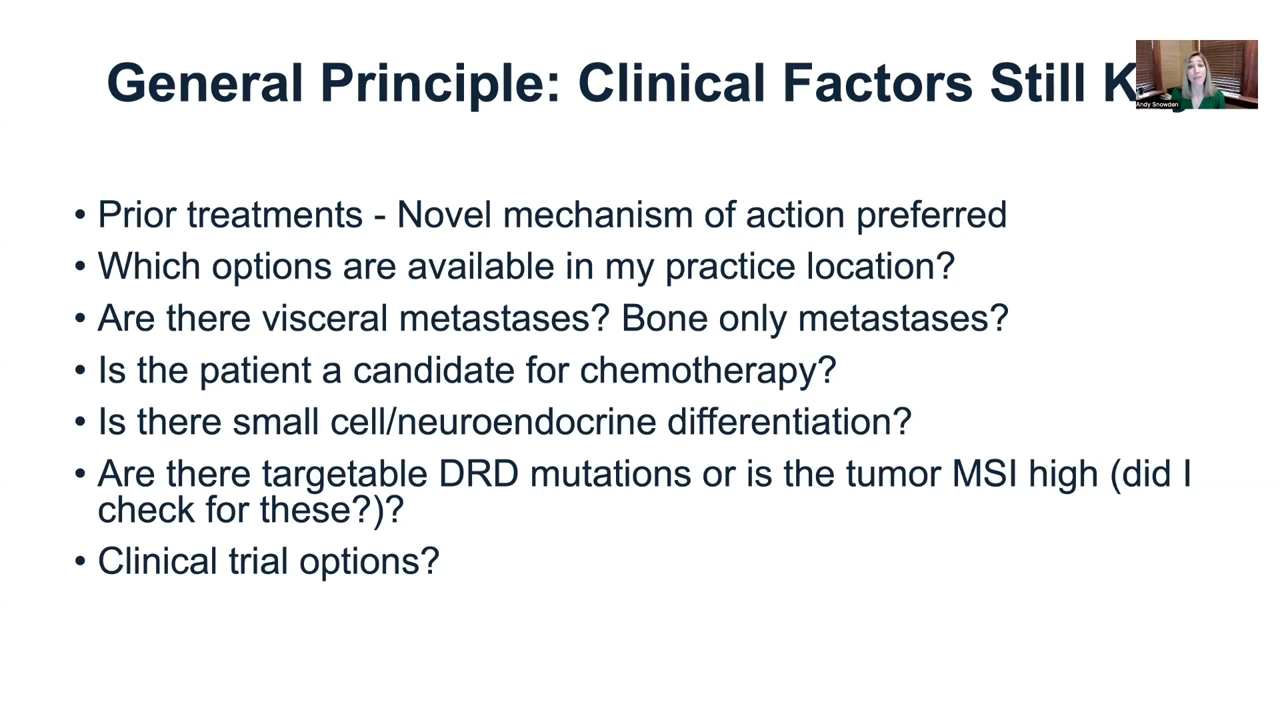 General Principle: Clinical Factors Still
Andy Snowden
• Prior treatments - Novel mechanism of action preferred
• Which options are available in my practice location?
• Are there visceral metastases? Bone only metastases?
• Is the patient a candidate for chemotherapy?
• Is there small cell/neuroendocrine differentiation?
• Are there targetable DRD mutations or is the tumor MSI high (did I
check for these?)?
• Clinical trial options?